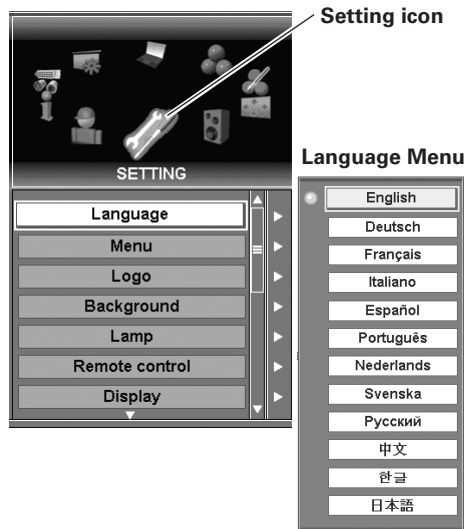 Setting icon
SETTING
Language
Menu
Logo
Background
Lamp
Remote control
Display
Language Menu
English
Deutsch
Français
Italiano
Español
Português
Nederlands
Svenska
Русский
中文
한글
日本語